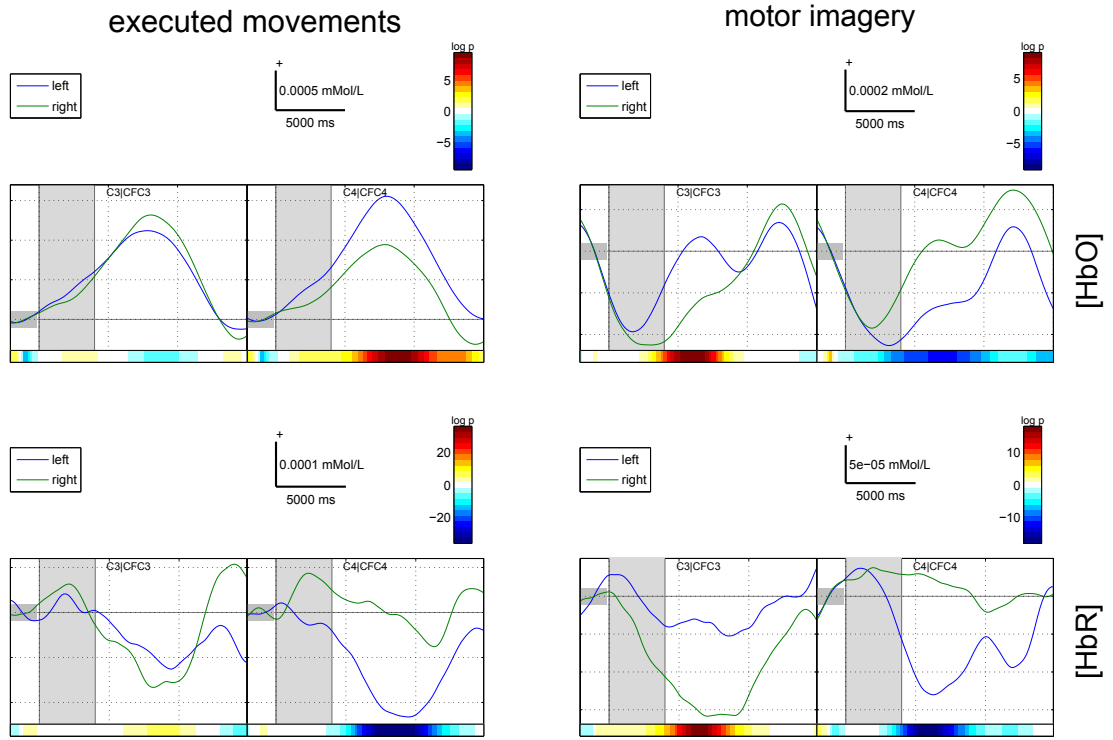 executed movements
motor imagery
left
right
+
0.0005 mMol/L
5000 ms
log p
5
0
−5
left
right
+
0.0002 mMol/L
5000 ms
log p
5
0
−5
C3|CFC3
C4|CFC4
C3|CFC3
C4|CFC4
[HbO]
left
right
+
0.0001 mMol/L
5000 ms
log p
20
0
−20
left
right
+
5e−05 mMol/L
5000 ms
log p
10
0
−10
C3|CFC3
C4|CFC4
C3|CFC3
C4|CFC4
[HbR]